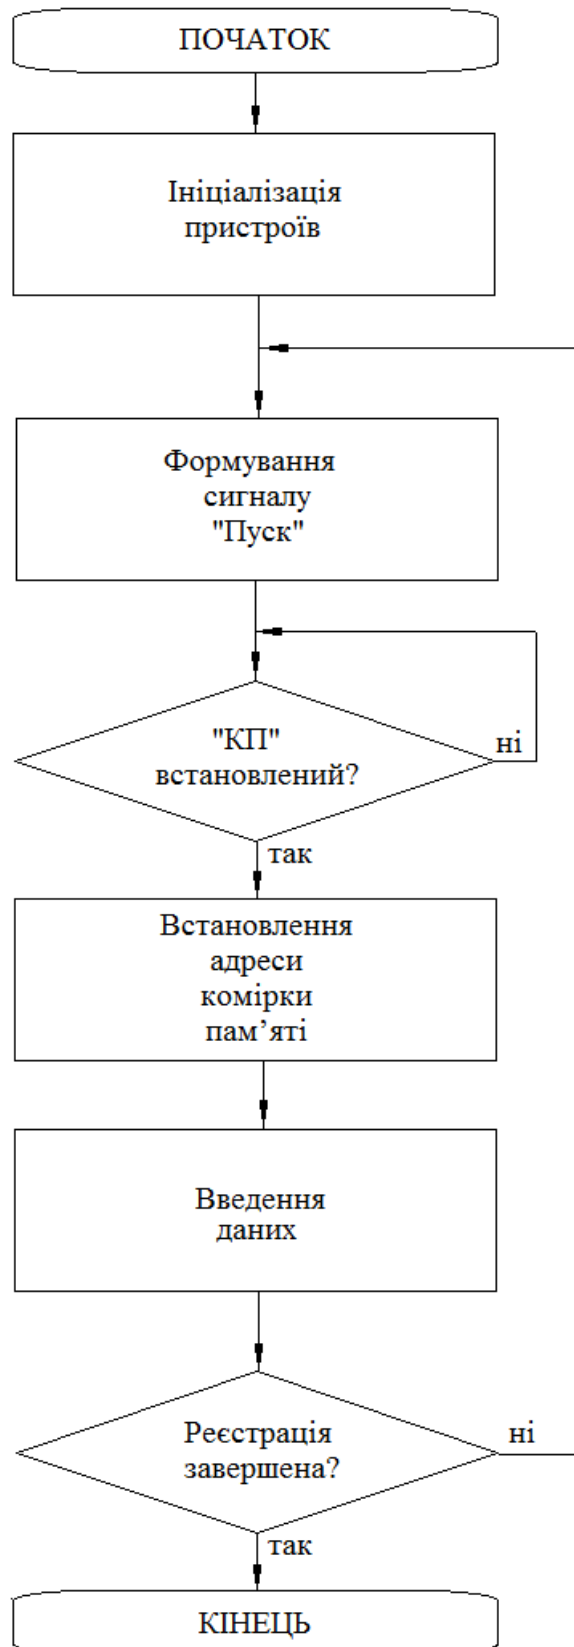 ПОЧАТОК
Ініціалізація
пристроїв
Формування
сигналу
"Пуск"
"КП"
встановлений?
ні
так
Встановлення
адреси
комірки
пам’яті
Введення
даних
Реєстрація
завершена?
ні
так
КІНЕЦЬ